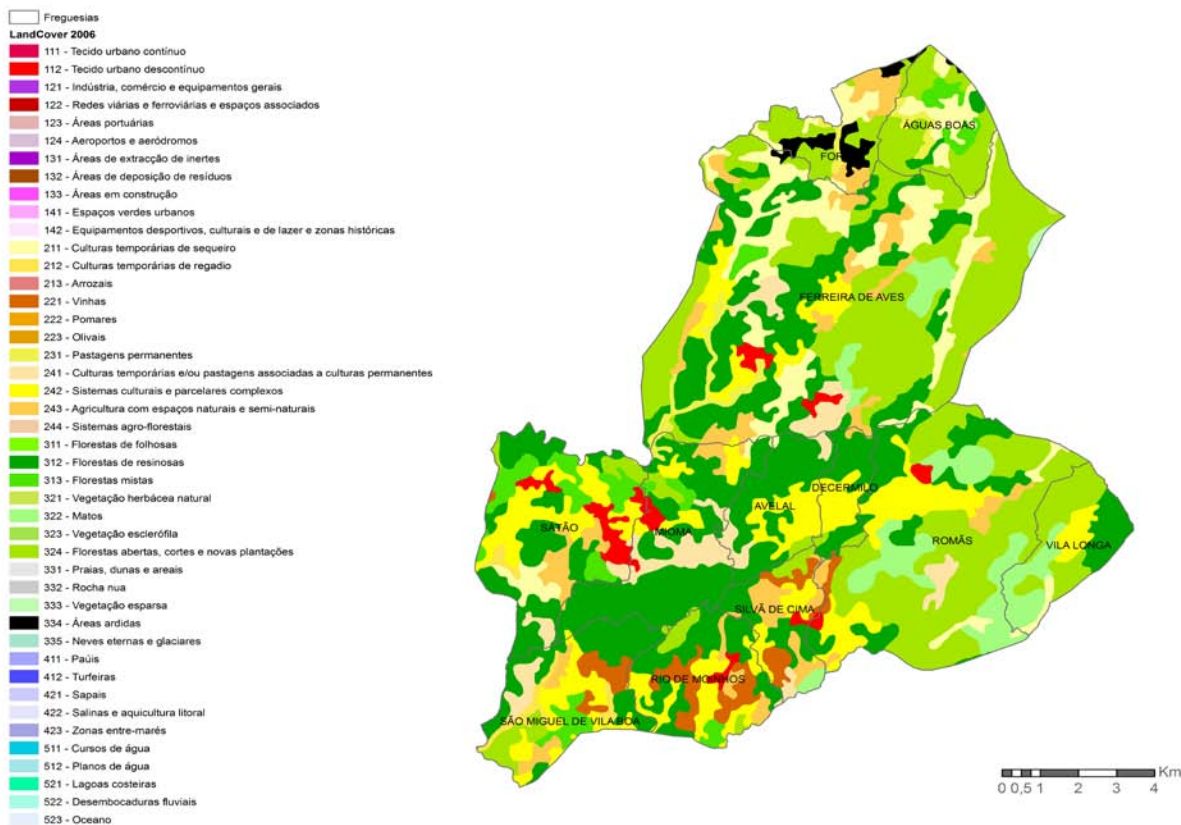 Freguesias
LandCover 2006
111 - Tecido urbano contínuo
112 - Tecido urbano descontínuo
121 - Indústria, comércio e equipamentos gerais
122 - Redes viárias e ferroviárias e espaços associados
123 - Áreas portuárias
124 - Aeroportos e aeródromos
131 - Áreas de extracção de inertes
132 - Áreas de deposição de resíduos
133 - Áreas em construção
141 - Espaços verdes urbanos
142 - Equipamentos desportivos, culturais e de lazer e zonas históricas
211 - Culturas temporárias de sequeiro
212 - Culturas temporárias de regadio
213 - Arrozais
221 - Vinhas
222 - Pomares
223 - Olivais
231 - Pastagens permanentes
241 - Culturas temporárias e/ou pastagens associadas a culturas permanentes
242 - Sistemas culturais e parcelares complexos
243 - Agricultura com espaços naturais e semi-naturais
244 - Sistemas agro-florestais
311 - Florestas de folhosas
312 - Florestas de resinosas
313 - Florestas mistas
321 - Vegetação herbácea natural
322 - Matos
323 - Vegetação esclerófila
324 - Florestas abertas, cortes e novas plantações
331 - Praias, dunas e areais
332 - Rocha nua
333 - Vegetação esparsa
334 - Áreas ardidas
335 - Neves eternas e glaciares
411 - Paúis
412 - Turfeiras
421 - Sapais
422 - Salinas e aquicultura litoral
423 - Zonas entre-marés
511 - Cursos de água
512 - Planos de água
521 - Lagoas costeiras
522 - Desembocaduras fluviais
523 - Oceano
ÁGUAS BOAS
FERREIRA DE AVES
DECERMILO
AVELAL
SATÃO
MIOMA
ROMÃS
VILA LONGA
SILVÃ DE CIMA
RIO DE MOINHOS
SÃO MIGUEL DE VILA BOA
Km
0 0,5 1 2 3 4